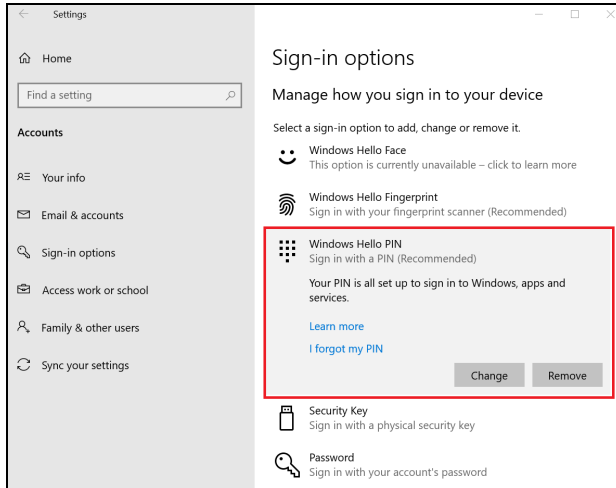 Settings
Home
Find a setting
Accounts
Your info
Email & accounts
Sign-in options
Access work or school
Family & other users
Sync your settings
Sign-in options
Manage how you sign in to your device
Select a sign-in option to add, change or remove it.
Windows Hello Face
This option is currently unavailable – click to learn more
Windows Hello Fingerprint
Sign in with your fingerprint scanner (Recommended)
Windows Hello PIN
Sign in with a PIN (Recommended)
Your PIN is all set up to sign in to Windows, apps and
services.
Learn more
I forgot my PIN
Change Remove
Security Key
Sign in with a physical security key
Password
Sign in with your account's password